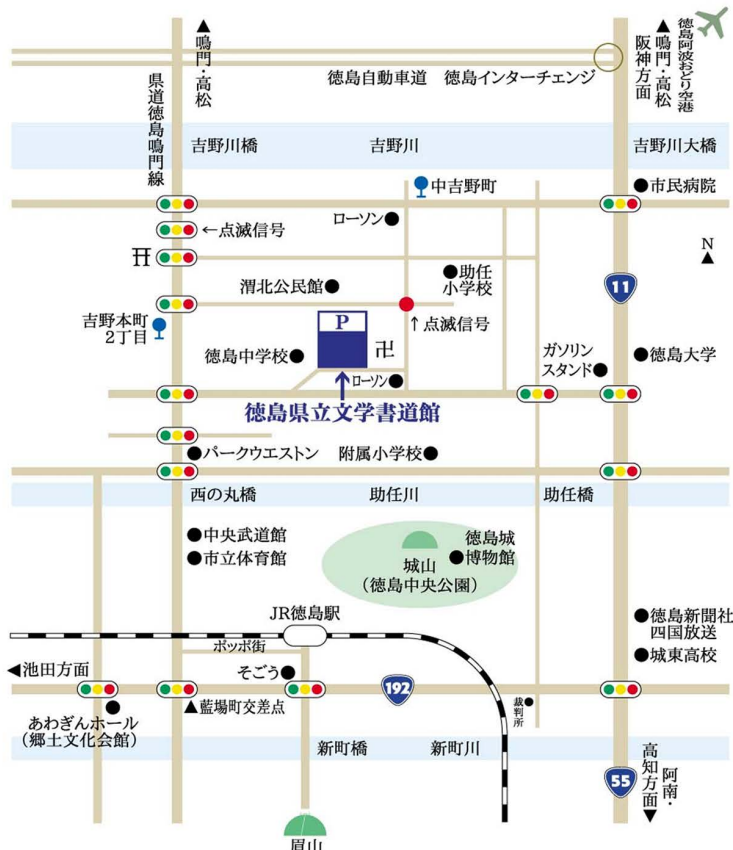 ▲鳴門・高松
▲鳴門・高松
阪神方面
徳島阿波おどり空港
徳島自動車道　徳島インターチェンジ
県道徳島鳴門線
吉野川橋
吉野川
吉野川大橋
中吉野町
市民病院
ローソン
←点滅信号
N
▲
助任
小学校
渭北公民館
11
↑点滅信号
吉野本町
2丁目
P
卍
徳島中学校
ガソリン
スタンド
徳島大学
ローソン
徳島県立文学書道館
パークウエストン
附属小学校
西の丸橋
助任川
助任橋
中央武道館
市立体育館
徳島城
博物館
城山
(徳島中央公園)
JR徳島駅
徳島新聞社
四国放送
ポッポ街
城東高校
◀池田方面
そごう
192
▲藍場町交差点
裁判所
あわぎんホール
(郷土文化会館)
新町橋
新町川
阿南・
高知方面▼
55
眉山